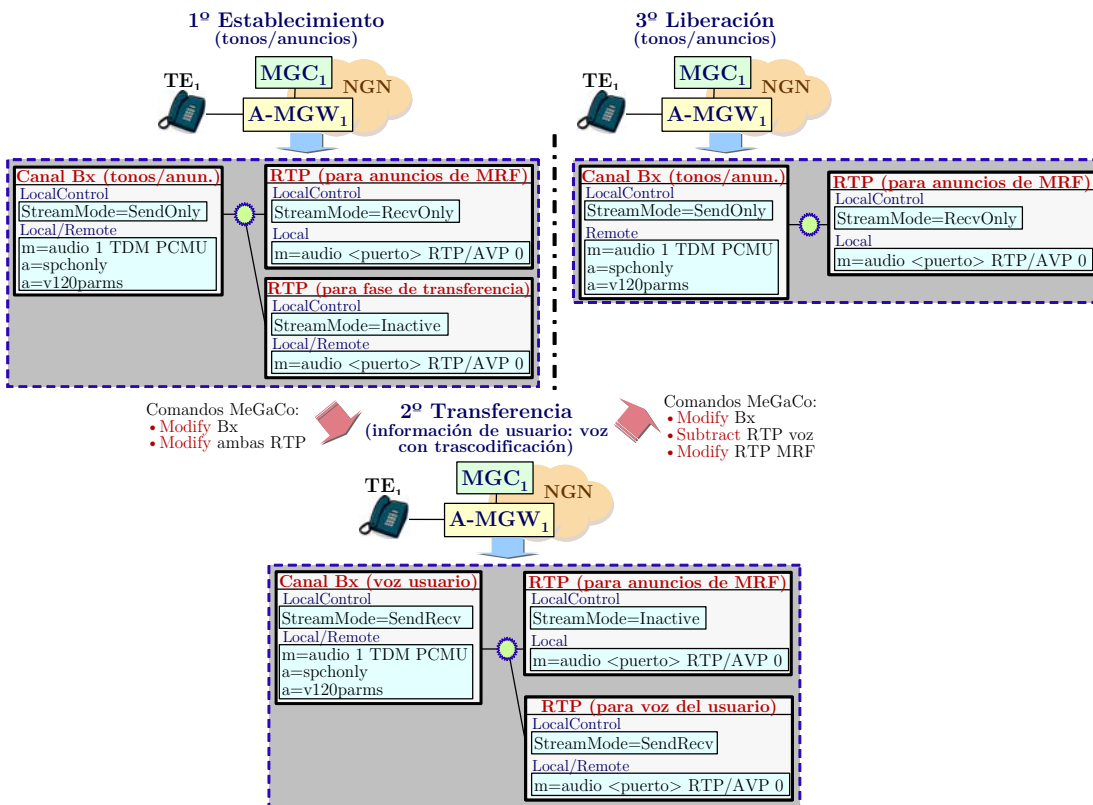 1º Establecimiento
(tonos/anuncios)
MGC1
NGN
TE1
A-MGW1
Canal Bx (tonos/anun.)
LocalControl
StreamMode=SendOnly
Local/Remote
m=audio 1 TDM PCMU
a=spchonly
a=v120parms
RTP (para anuncios de MRF)
LocalControl
StreamMode=RecvOnly
Local
m=audio <puerto> RTP/AVP 0
RTP (para fase de transferencia)
LocalControl
StreamMode=Inactive
Local/Remote
m=audio <puerto> RTP/AVP 0
3º Liberación
(tonos/anuncios)
MGC1
NGN
TE1
A-MGW1
Canal Bx (tonos/anun.)
LocalControl
StreamMode=SendOnly
Remote
m=audio 1 TDM PCMU
a=spchonly
a=v120parms
RTP (para anuncios de MRF)
LocalControl
StreamMode=RecvOnly
Local
m=audio <puerto> RTP/AVP 0
Comandos MeGaCo:
• Modify Bx
• Modify ambas RTP
2º Transferencia
(información de usuario: voz
con trascodificación)
Comandos MeGaCo:
• Modify Bx
• Subtract RTP voz
• Modify RTP MRF
MGC1
NGN
TE1
A-MGW1
Canal Bx (voz usuario)
LocalControl
StreamMode=SendRecv
Local/Remote
m=audio 1 TDM PCMU
a=spchonly
a=v120parms
RTP (para anuncios de MRF)
LocalControl
StreamMode=Inactive
Local
m=audio <puerto> RTP/AVP 0
RTP (para voz del usuario)
LocalControl
StreamMode=SendRecv
Local/Remote
m=audio <puerto> RTP/AVP 0